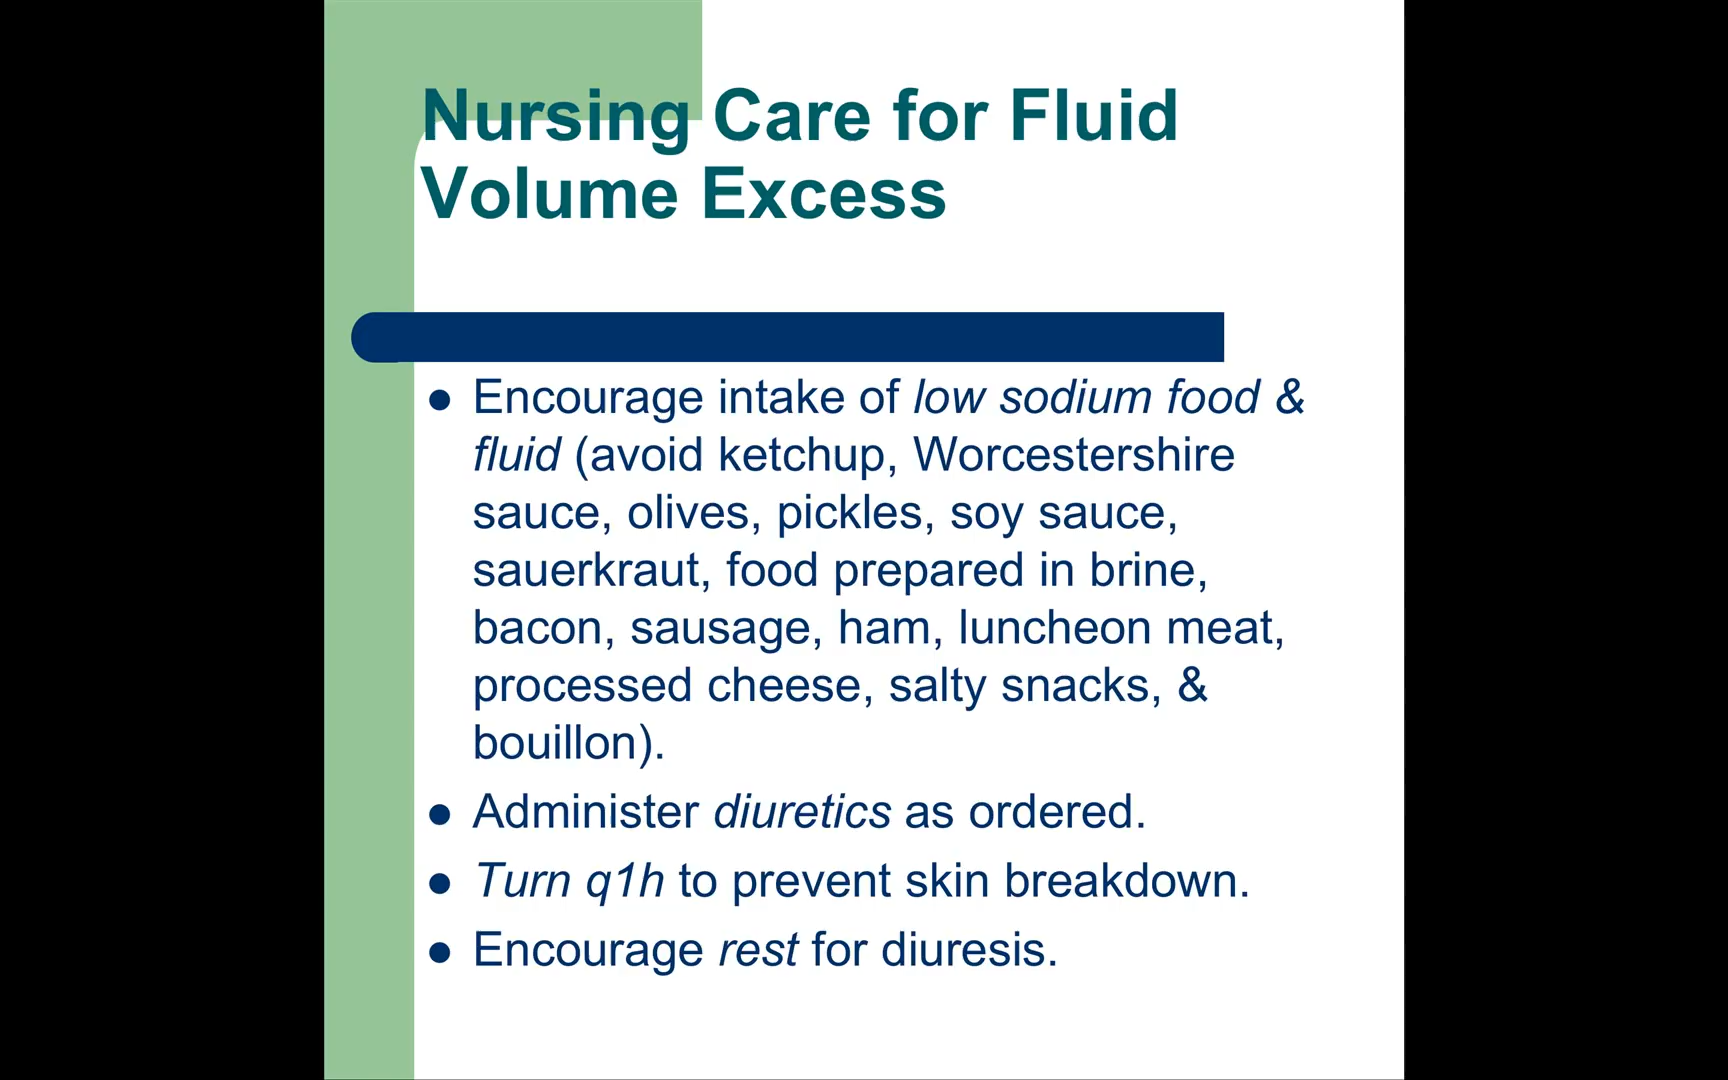 Nursing Care for Fluid
Volume Excess
● Encourage intake of low sodium food &
fluid (avoid ketchup, Worcestershire
sauce, olives, pickles, soy sauce,
sauerkraut, food prepared in brine,
bacon, sausage, ham, luncheon meat,
processed cheese, salty snacks, &
bouillon).
● Administer diuretics as ordered.
● Turn q1h to prevent skin breakdown.
● Encourage rest for diuresis.